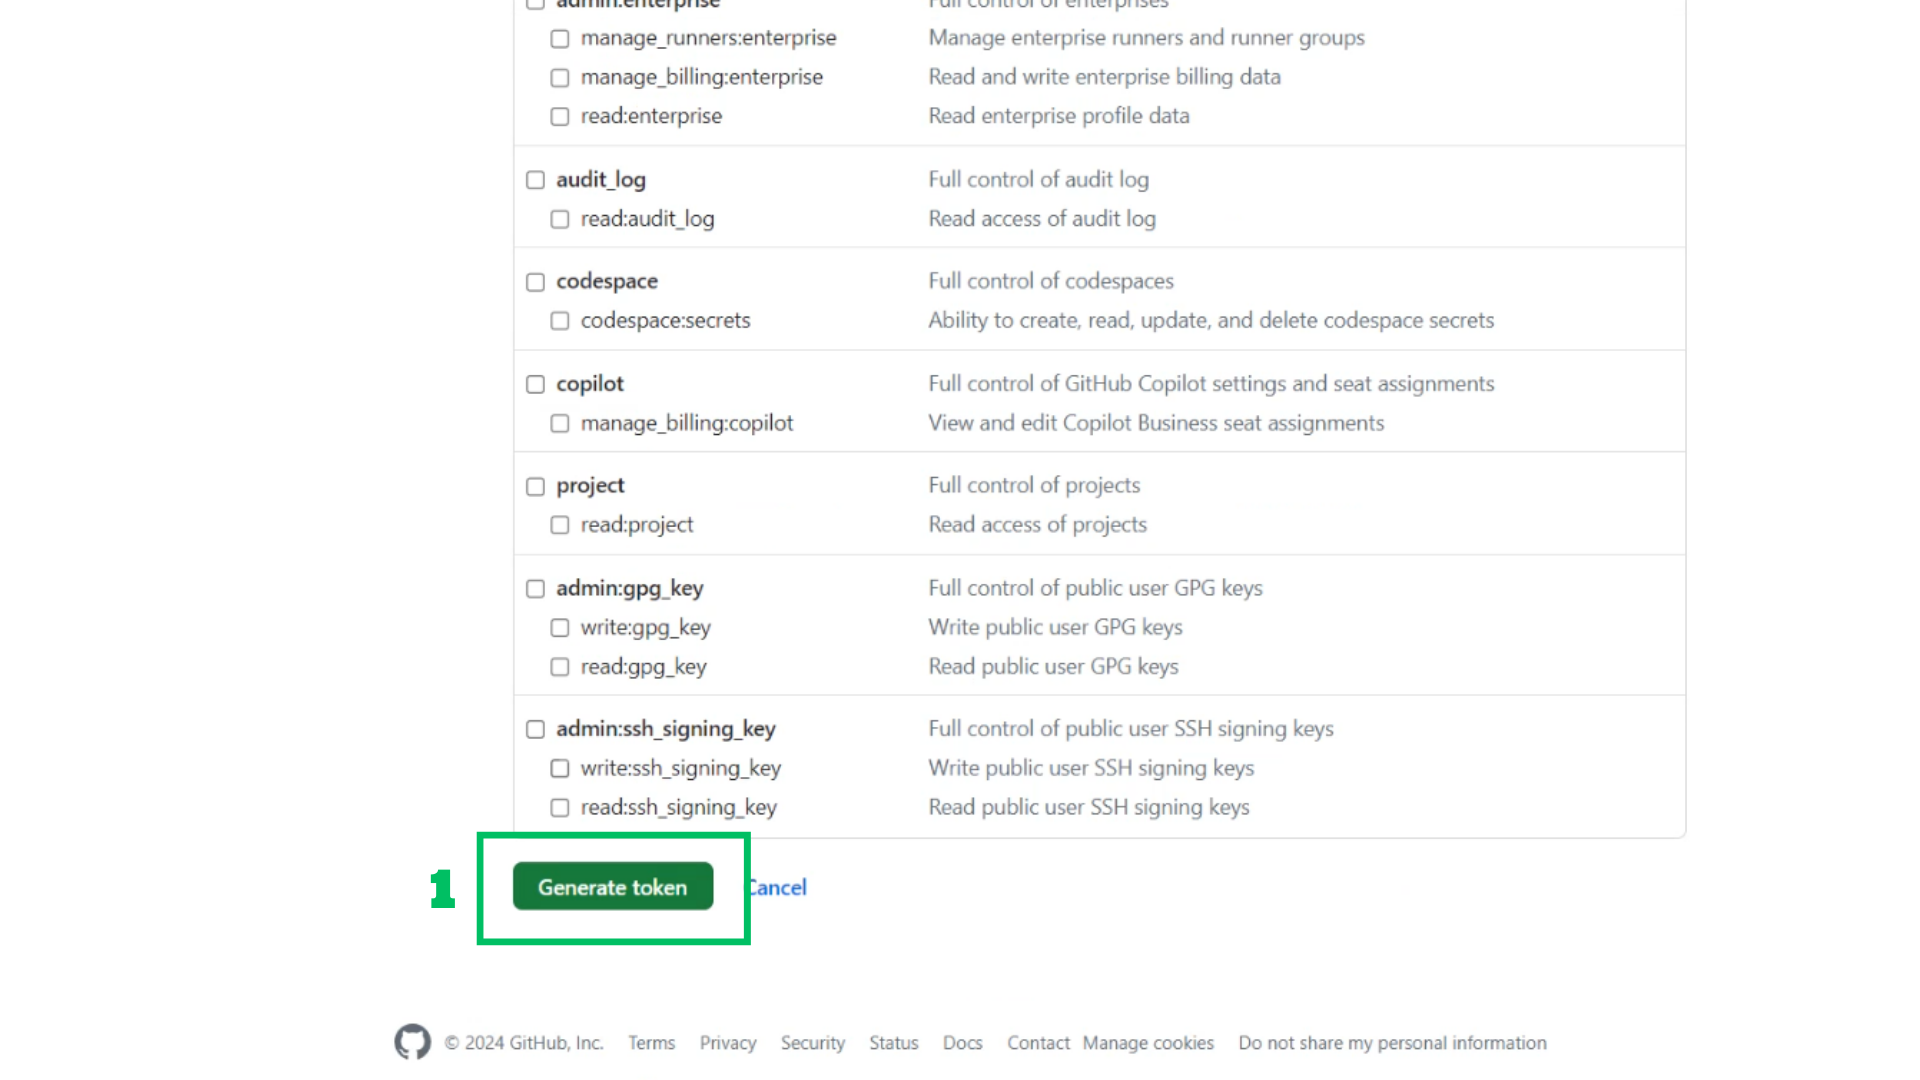 admin:enterprise Full control of enterprises
manage_runners:enterprise Manage enterprise runners and runner groups
manage_billing:enterprise Read and write enterprise billing data
read:enterprise Read enterprise profile data
audit_log Full control of audit log
read:audit_log Read access of audit log
codespace Full control of codespaces
codespace:secrets Ability to create, read, update, and delete codespace secrets
copilot Full control of GitHub Copilot settings and seat assignments
manage_billing:copilot View and edit Copilot Business seat assignments
project Full control of projects
read:project Read access of projects
admin:gpg_key Full control of public user GPG keys
write:gpg_key Write public user GPG keys
read:gpg_key Read public user GPG keys
admin:ssh_signing_key Full control of public user SSH signing keys
write:ssh_signing_key Write public user SSH signing keys
read:ssh_signing_key Read public user SSH signing keys
1 Generate token Cancel
© 2024 GitHub, Inc. Terms Privacy Security Status Docs Contact Manage cookies Do not share my personal information